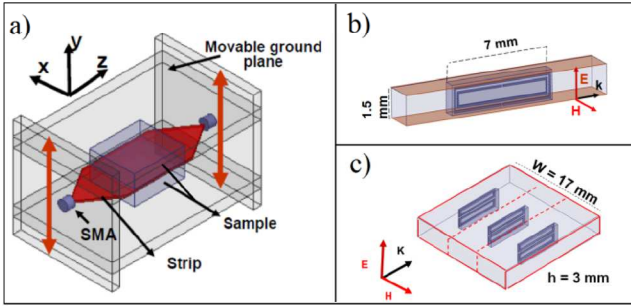 a)
y
x
z
Movable ground
plane
SMA
Strip
Sample
b)
7 mm
1.5
mm
E
k
H
c)
W = 17 mm
E
K
H
h = 3 mm